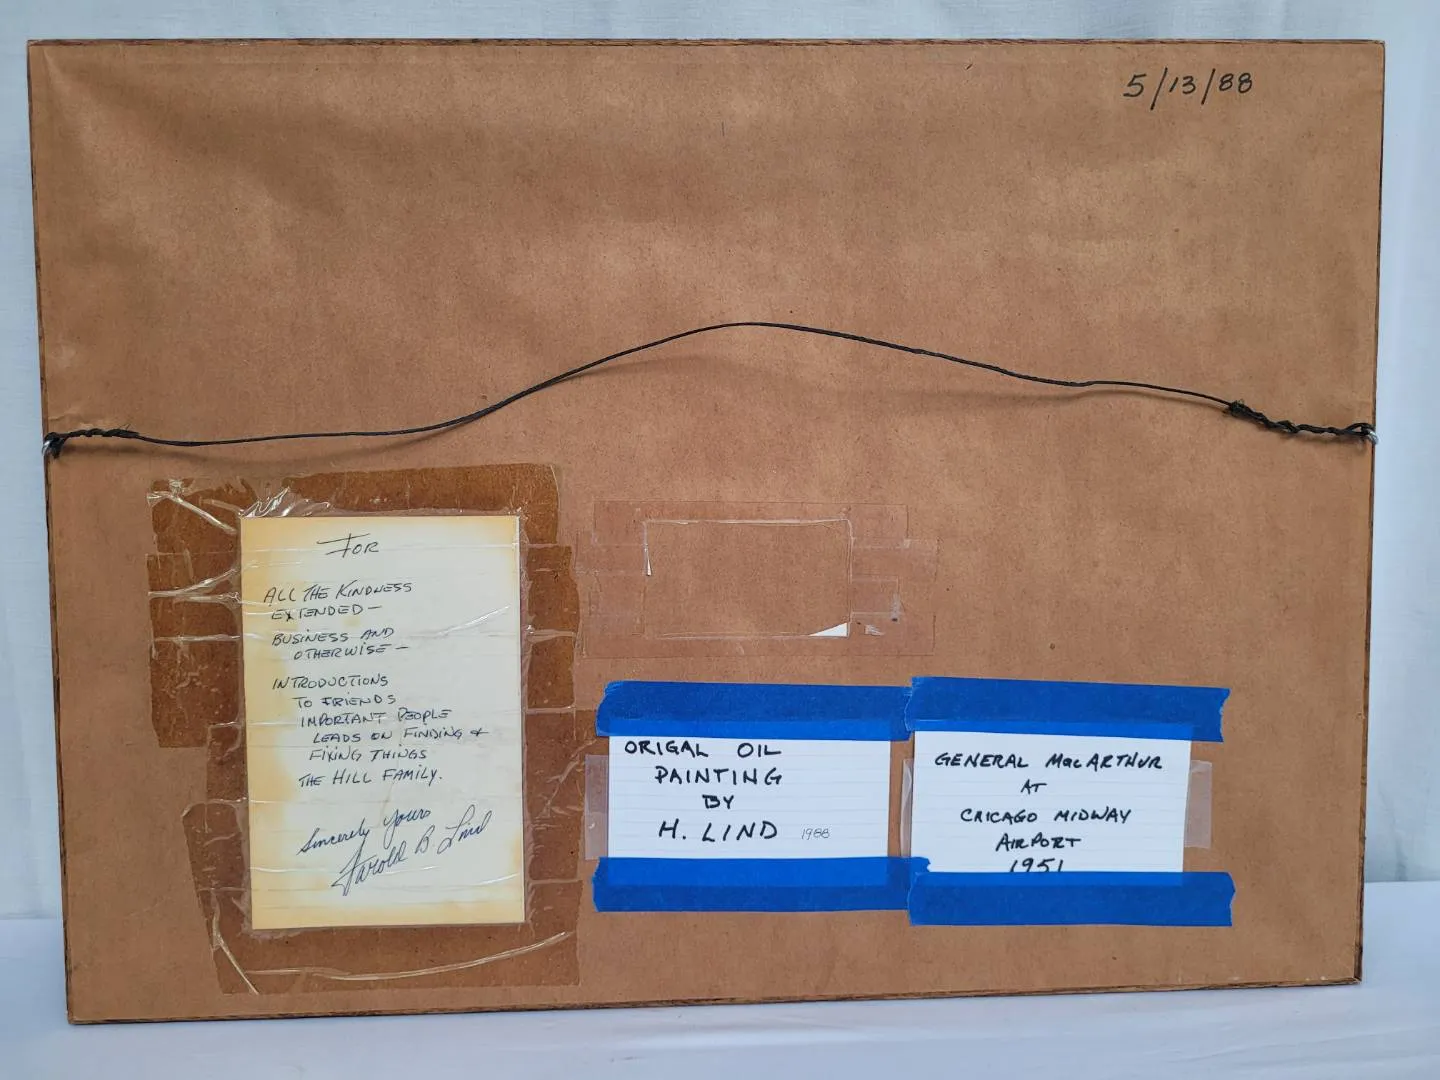 5/13/88
FOR
ALL THE KINDNESS
EXTENDED —
BUSINESS AND
OTHERWISE —
INTRODUCTIONS
TO FRIENDS
IMPORTANT PEOPLE
LEADS ON FINDING &
FIXING THINGS
THE HILL FAMILY.
Sincerely Yours
Harold B. Lind
ORIGAL OIL
PAINTING
BY
H. LIND 1988
GENERAL MacARTHUR
AT
CRICAGO MIDWAY
AIRPORT
1951